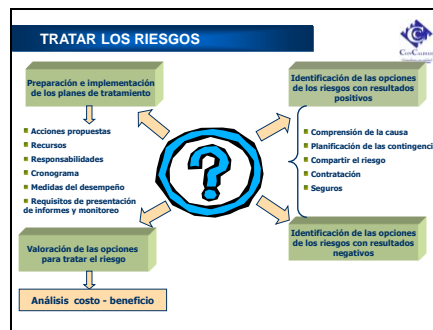 TRATAR LOS RIESGOS
Preparación e implementación
de los planes de tratamiento
Acciones propuestas
Recursos
Responsabilidades
Cronograma
Medidas del desempeño
Requisitos de presentación
de informes y monitoreo
Valoración de las opciones
para tratar el riesgo
Análisis costo - beneficio
Identificación de las opciones
de los riesgos con resultados
positivos
Comprensión de la causa
Planificación de las contingenci
Compartir el riesgo
Contratación
Seguros
Identificación de las opciones
de los riesgos con resultados
negativos
?